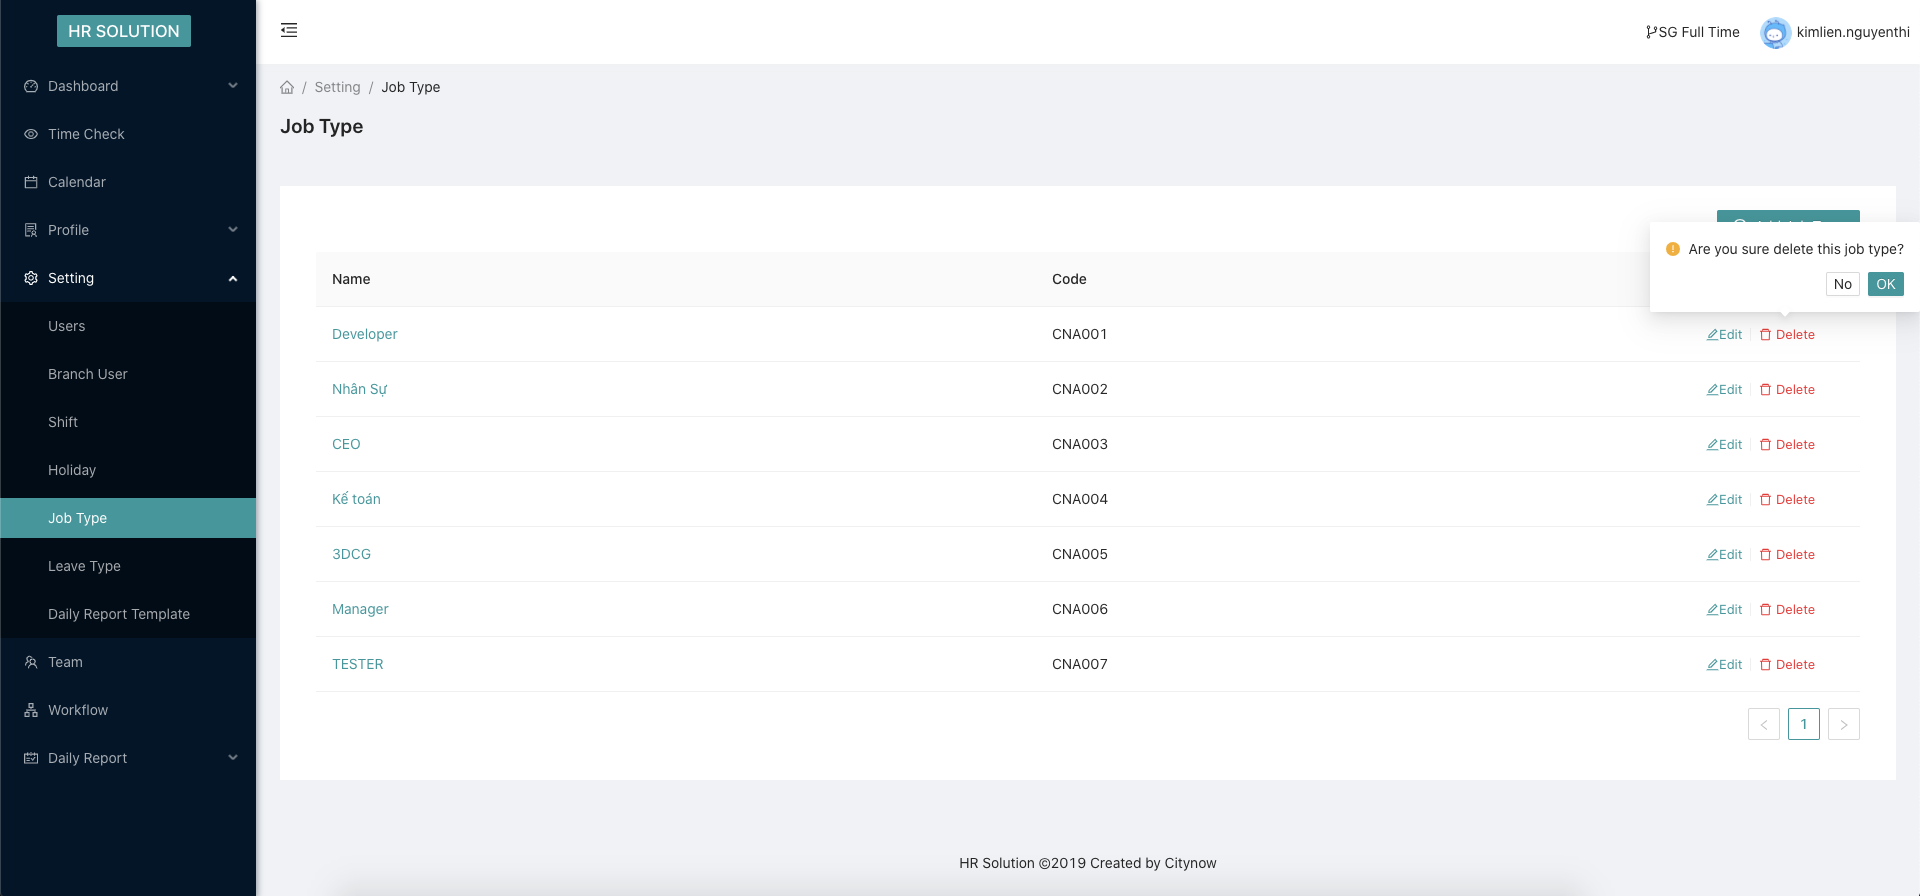 HR SOLUTION
Dashboard
Time Check
Calendar
Profile
Setting
Users
Branch User
Shift
Holiday
Job Type
Leave Type
Daily Report Template
Team
Workflow
Daily Report
SG Full Time
kimlien.nguyenthi
/ Setting / Job Type
Job Type
Are you sure delete this job type?
No OK
Name Code
Developer CNA001 Edit Delete
Nhân Sự CNA002 Edit Delete
CEO CNA003 Edit Delete
Kế toán CNA004 Edit Delete
3DCG CNA005 Edit Delete
Manager CNA006 Edit Delete
TESTER CNA007 Edit Delete
< 1 >
HR Solution ©2019 Created by Citynow